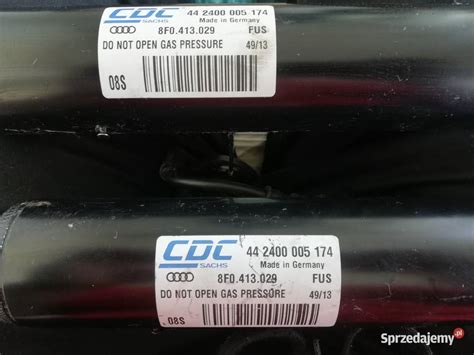 CDC 44 2400 005 174
SACHS Made in Germany
8F0.413.029 FUS
DO NOT OPEN GAS PRESSURE 49/13
08S
CDC 44 2400 005 174
SACHS Made in Germany
8F0.413.029 FUS
DO NOT OPEN GAS PRESSURE 49/13
08S
Sprzedajemy.pl